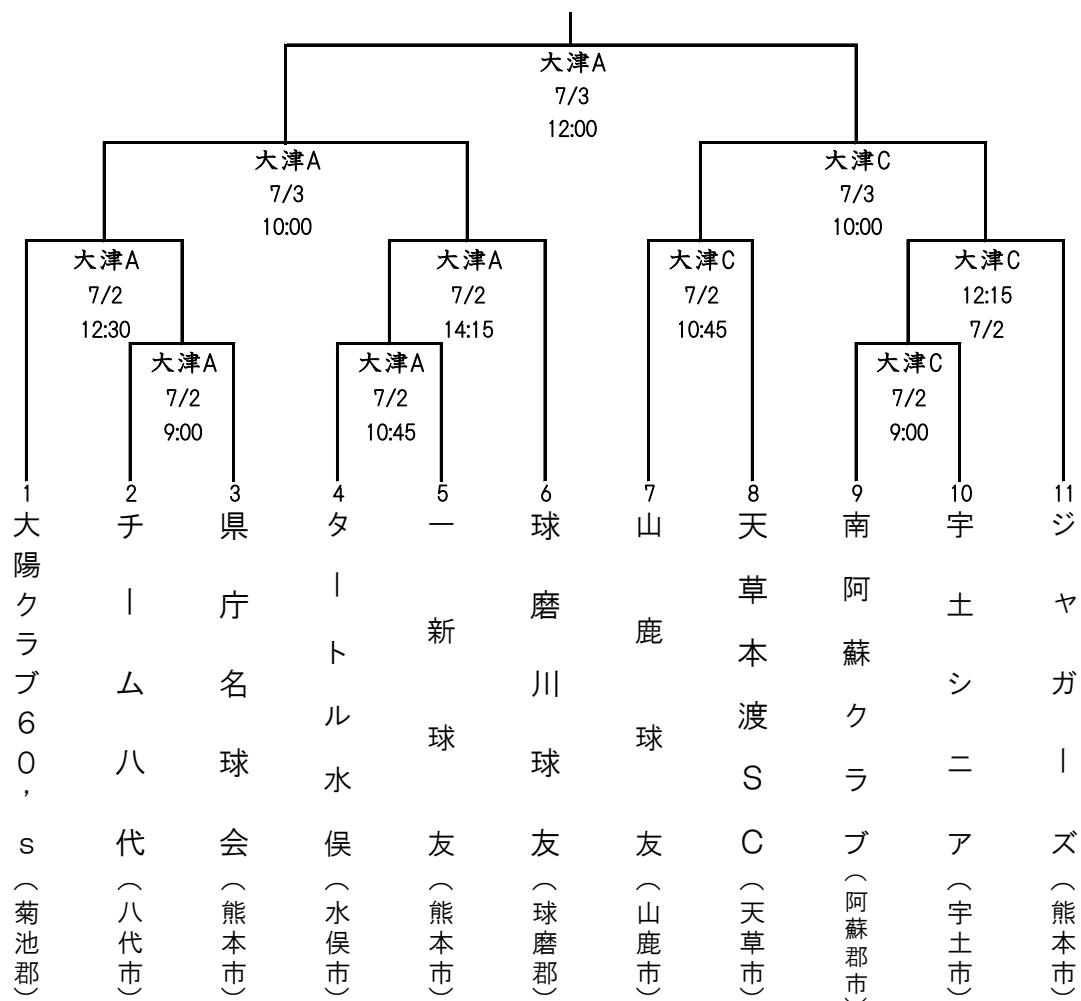 大津A
7/3
12:00
大津A
7/3
10:00
大津C
7/3
10:00
大津A
7/2
12:30
大津A
7/2
14:15
大津C
7/2
10:45
大津C
12:15
7/2
大津A
7/2
9:00
大津A
7/2
10:45
大津C
7/2
9:00
1
大陽クラブ60's(菊池郡)
2
チーム八代(八代市)
3
県庁名球会(熊本市)
4
タートル水俣(水俣市)
5
一新球友(熊本市)
6
球磨川球友(球磨郡)
7
山鹿球友(山鹿市)
8
天草本渡SC(天草市)
9
南阿蘇クラブ(阿蘇郡市)
10
宇土シニア(宇土市)
11
ジャガーズ(熊本市)